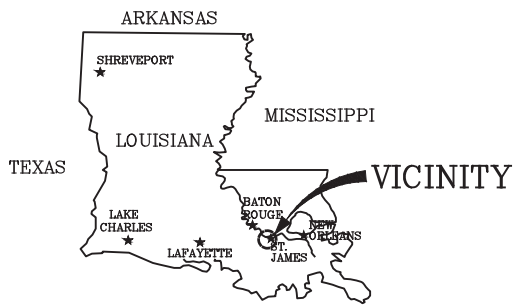 ARKANSAS
SHREVEPORT
MISSISSIPPI
LOUISIANA
TEXAS
VICINITY
BATON
ROUGE
LAKE
CHARLES
NEW
ORLEANS
LAFAYETTE
ST.
JAMES